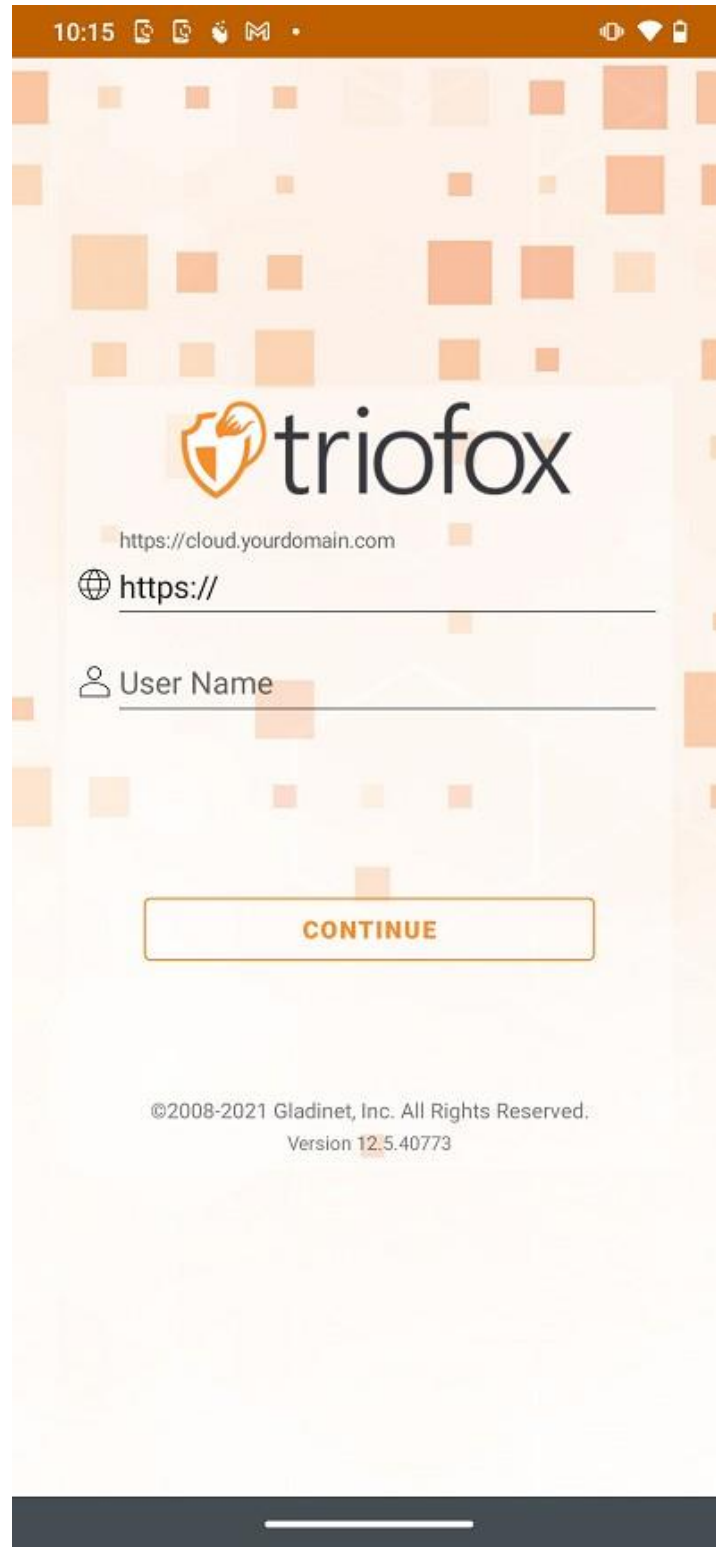 10:15
triofox
https://cloud.yourdomain.com
https://
User Name
CONTINUE
©2008-2021 Gladinet, Inc. All Rights Reserved.
Version 12.5.40773